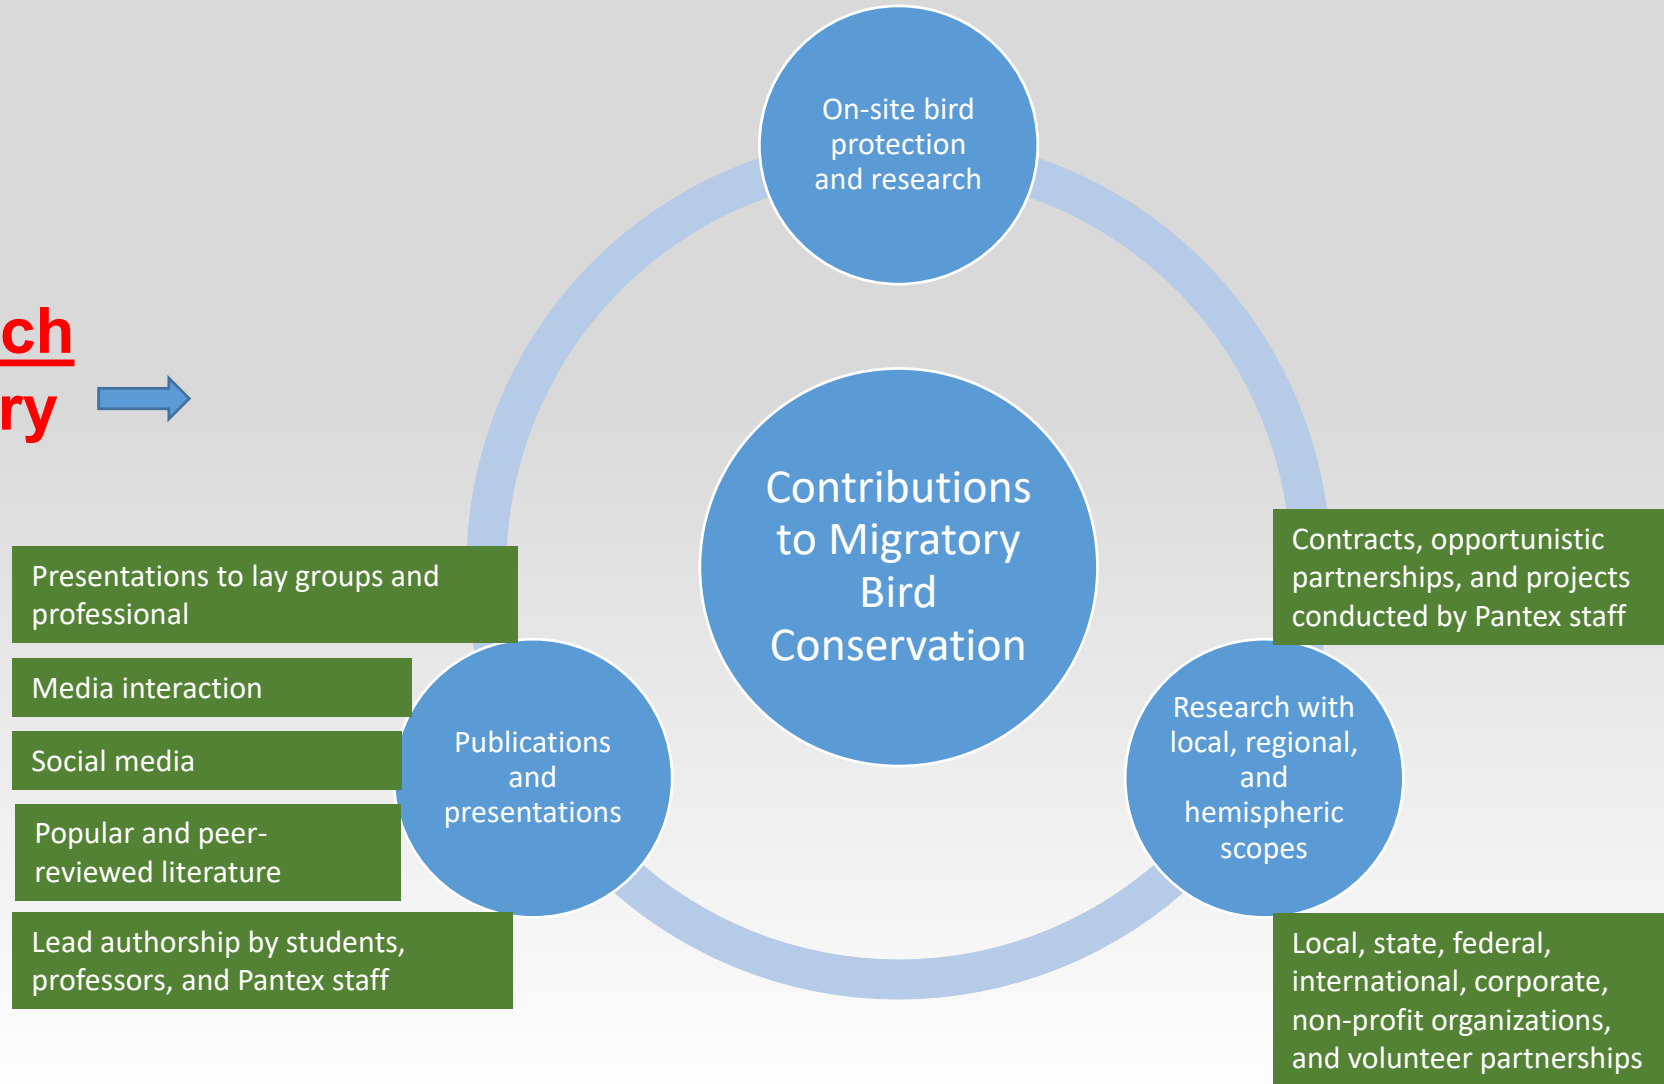 On-site bird
protection
and research
ch
ry
Contributions
to Migratory
Bird
Conservation
Presentations to lay groups and
professional
Media interaction
Social media
Popular and peer-
reviewed literature
Lead authorship by students,
professors, and Pantex staff
Publications
and
presentations
Contracts, opportunistic
partnerships, and projects
conducted by Pantex staff
Research with
local, regional,
and
hemispheric
scopes
Local, state, federal,
international, corporate,
non-profit organizations,
and volunteer partnerships